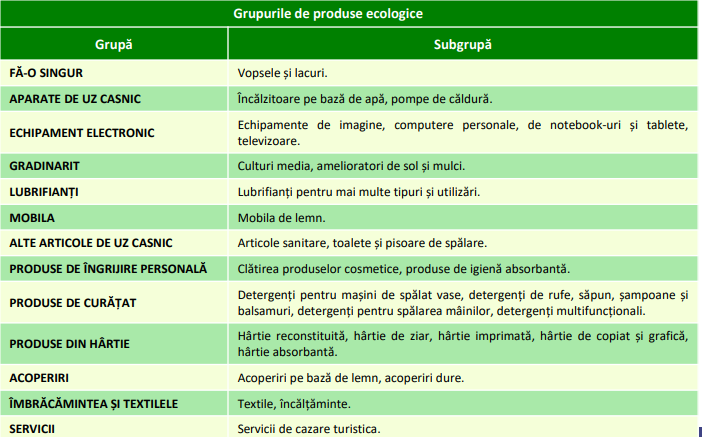 Grupurile de produse ecologice
Grupă Subgrupă
FĂ-O SINGUR Vopsele și lacuri.
APARATE DE UZ CASNIC Încălzitoare pe bază de apă, pompe de căldură.
ECHIPAMENT ELECTRONIC Echipamente de imagine, computere personale, de notebook-uri și tablete,
televizoare.
GRADINARIT Culturi media, amelioratori de sol și mulci.
LUBRIFIANȚI Lubrifianți pentru mai multe tipuri și utilizări.
MOBILA Mobila de lemn.
ALTE ARTICOLE DE UZ CASNIC Articole sanitare, toalete și pisoare de spălare.
PRODUSE DE ÎNGRIJIRE PERSONALĂ Clătirea produselor cosmetice, produse de igienă absorbantă.
PRODUSE DE CURĂȚAT Detergenți pentru mașini de spălat vase, detergenți de rufe, săpun, șampoane și
balsamuri, detergenți pentru spălarea mâinilor, detergenți multifuncționali.
PRODUSE DIN HÂRTIE Hârtie reconstituită, hârtie de ziar, hârtie imprimată, hârtie de copiat și grafică,
hârtie absorbantă.
ACOPERIRI Acoperiri pe bază de lemn, acoperiri dure.
ÎMBRĂCĂMINTEA ȘI TEXTILELE Textile, încălțăminte.
SERVICII Servicii de cazare turistica.